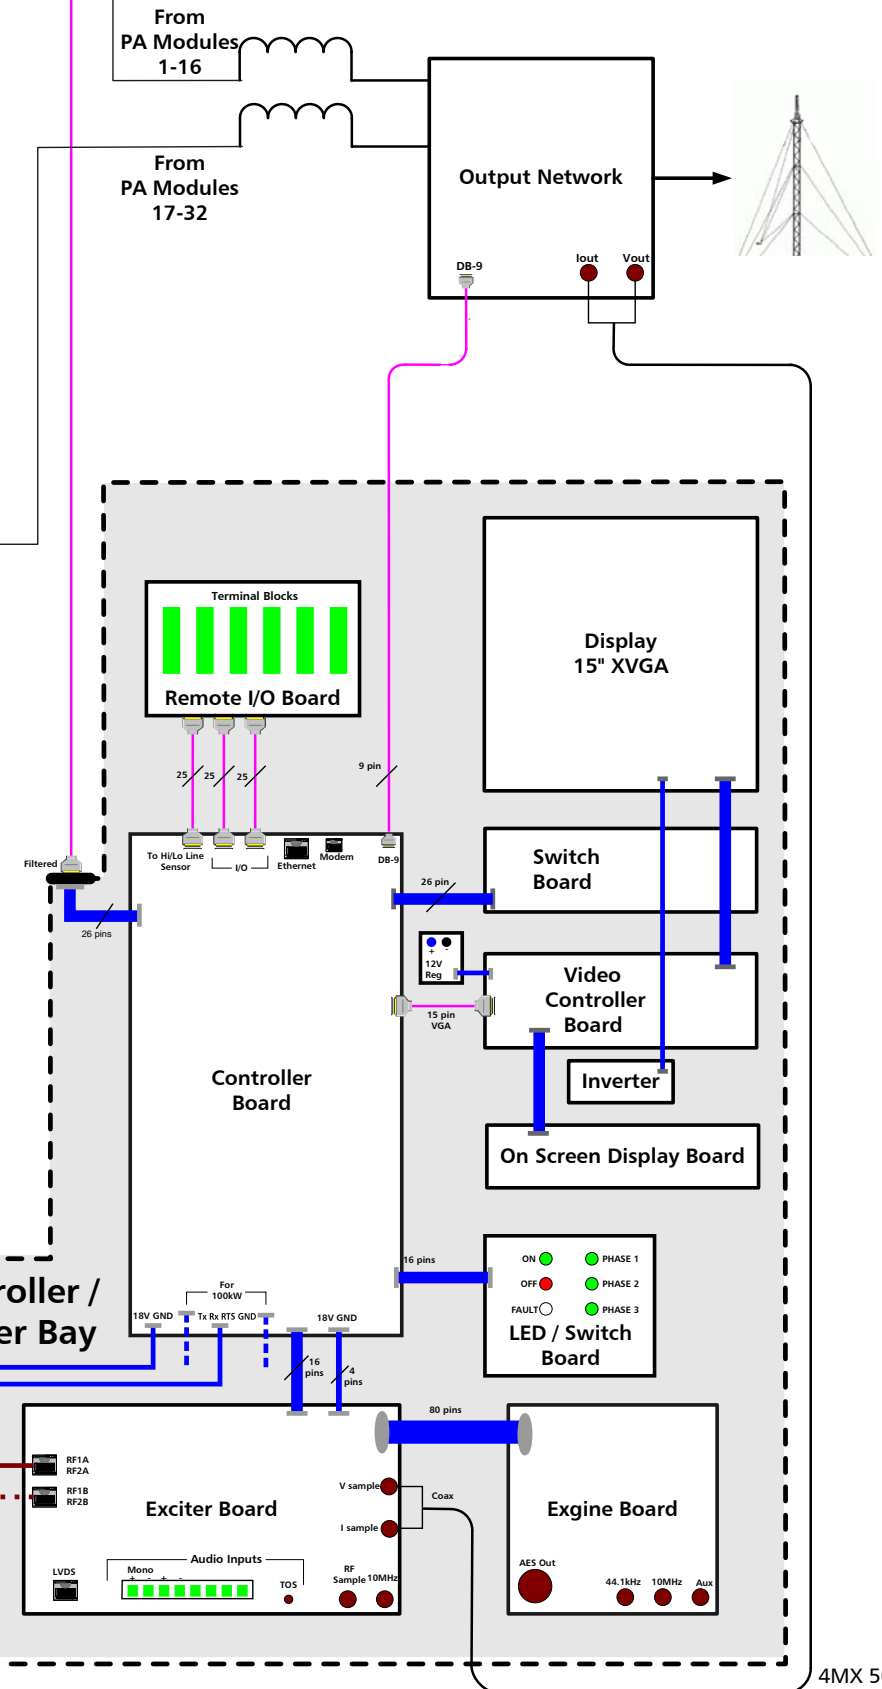 From
PA Modules
1-16
From
PA Modules
17-32
Output Network
DB-9
Iout
Vout
Terminal Blocks
Remote I/O Board
Display
15" XVGA
25
25
25
9 pin
Filtered
To Hi/Lo Line
Sensor
I/O
Ethernet
Modem
DB-9
26 pins
26 pin
Switch
Board
+ -
12V
Reg
Video
Controller
Board
15 pin
VGA
Controller
Board
Inverter
On Screen Display Board
16 pins
ON
PHASE 1
OFF
PHASE 2
FAULT
PHASE 3
LED / Switch
Board
roller /
er Bay
For
100kW
18V GND
Tx Rx RTS GND
18V GND
16
pins
4
pins
80 pins
RF1A
RF2A
RF1B
RF2B
V sample
Coax
I sample
Exciter Board
Exgine Board
Audio Inputs
LVDS
Mono
+ - + -
TOS
RF
Sample
10MHz
AES Out
44.1kHz
10MHz
Aux
4MX 5